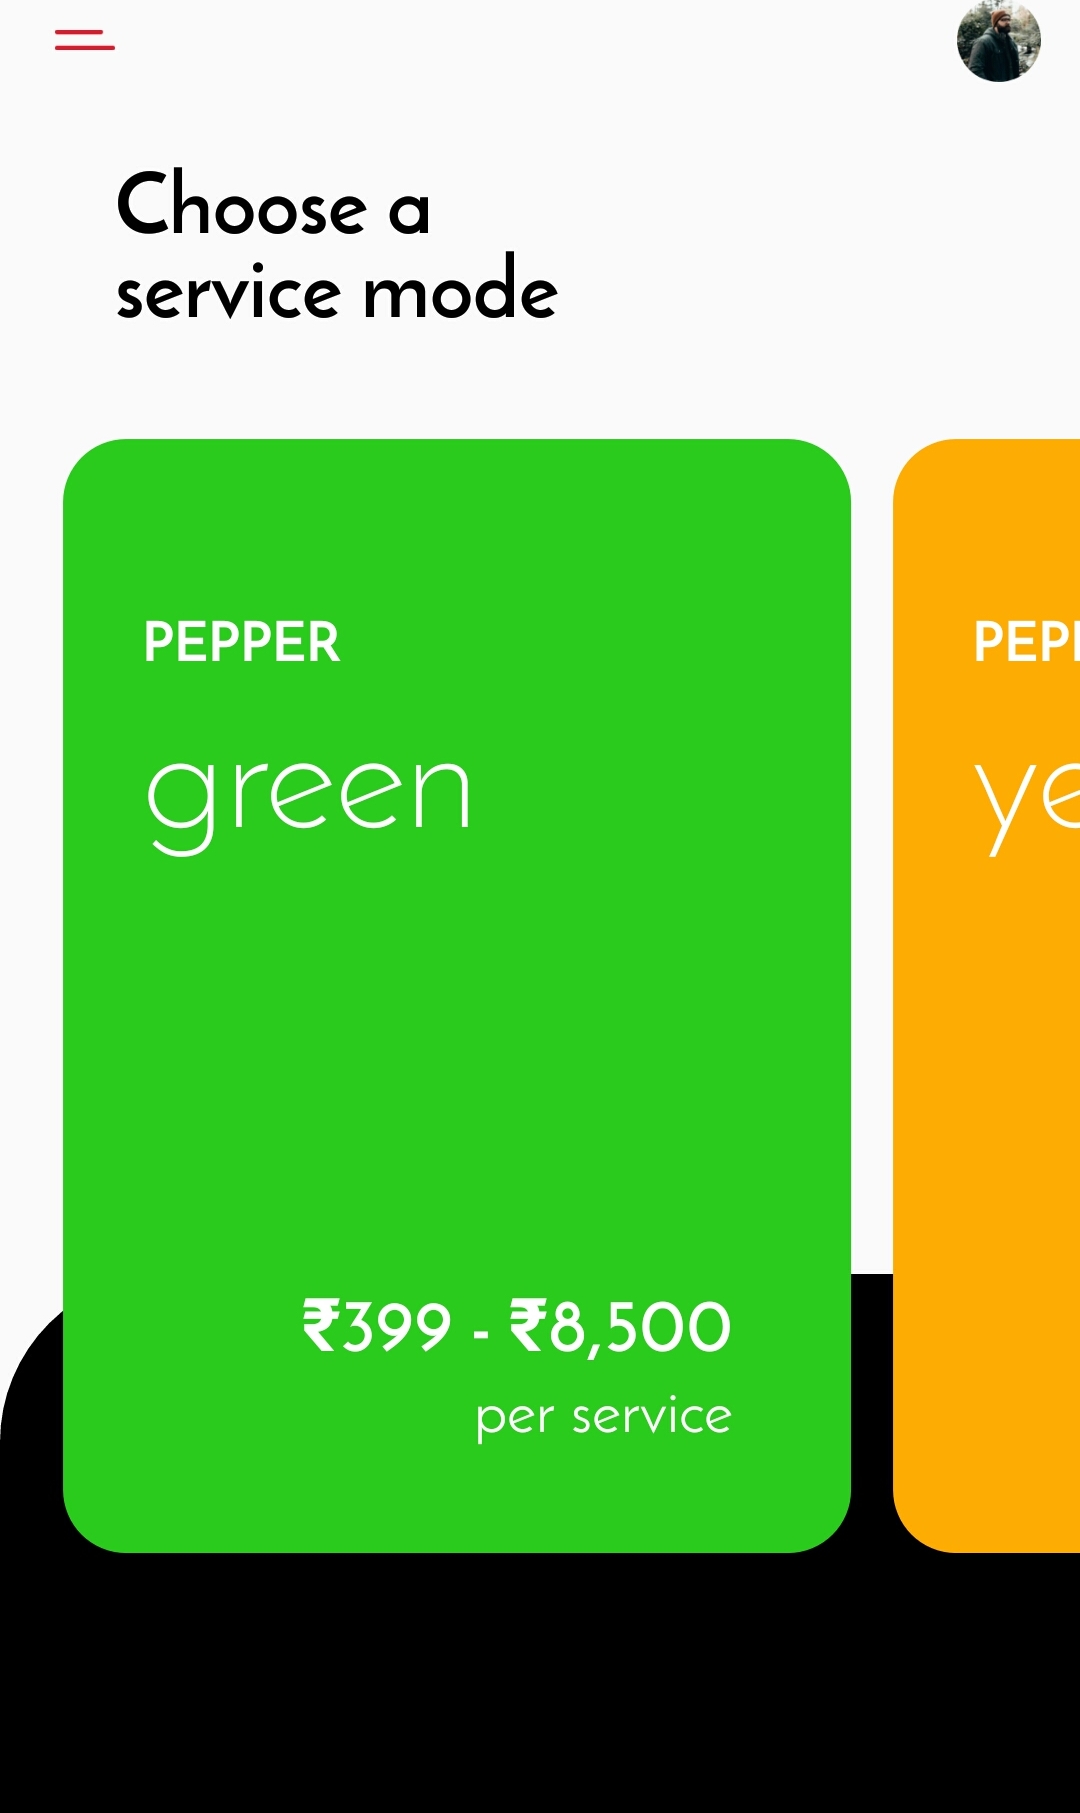 Choose a
service mode
PEPPER
green
₹399 - ₹8,500
per service